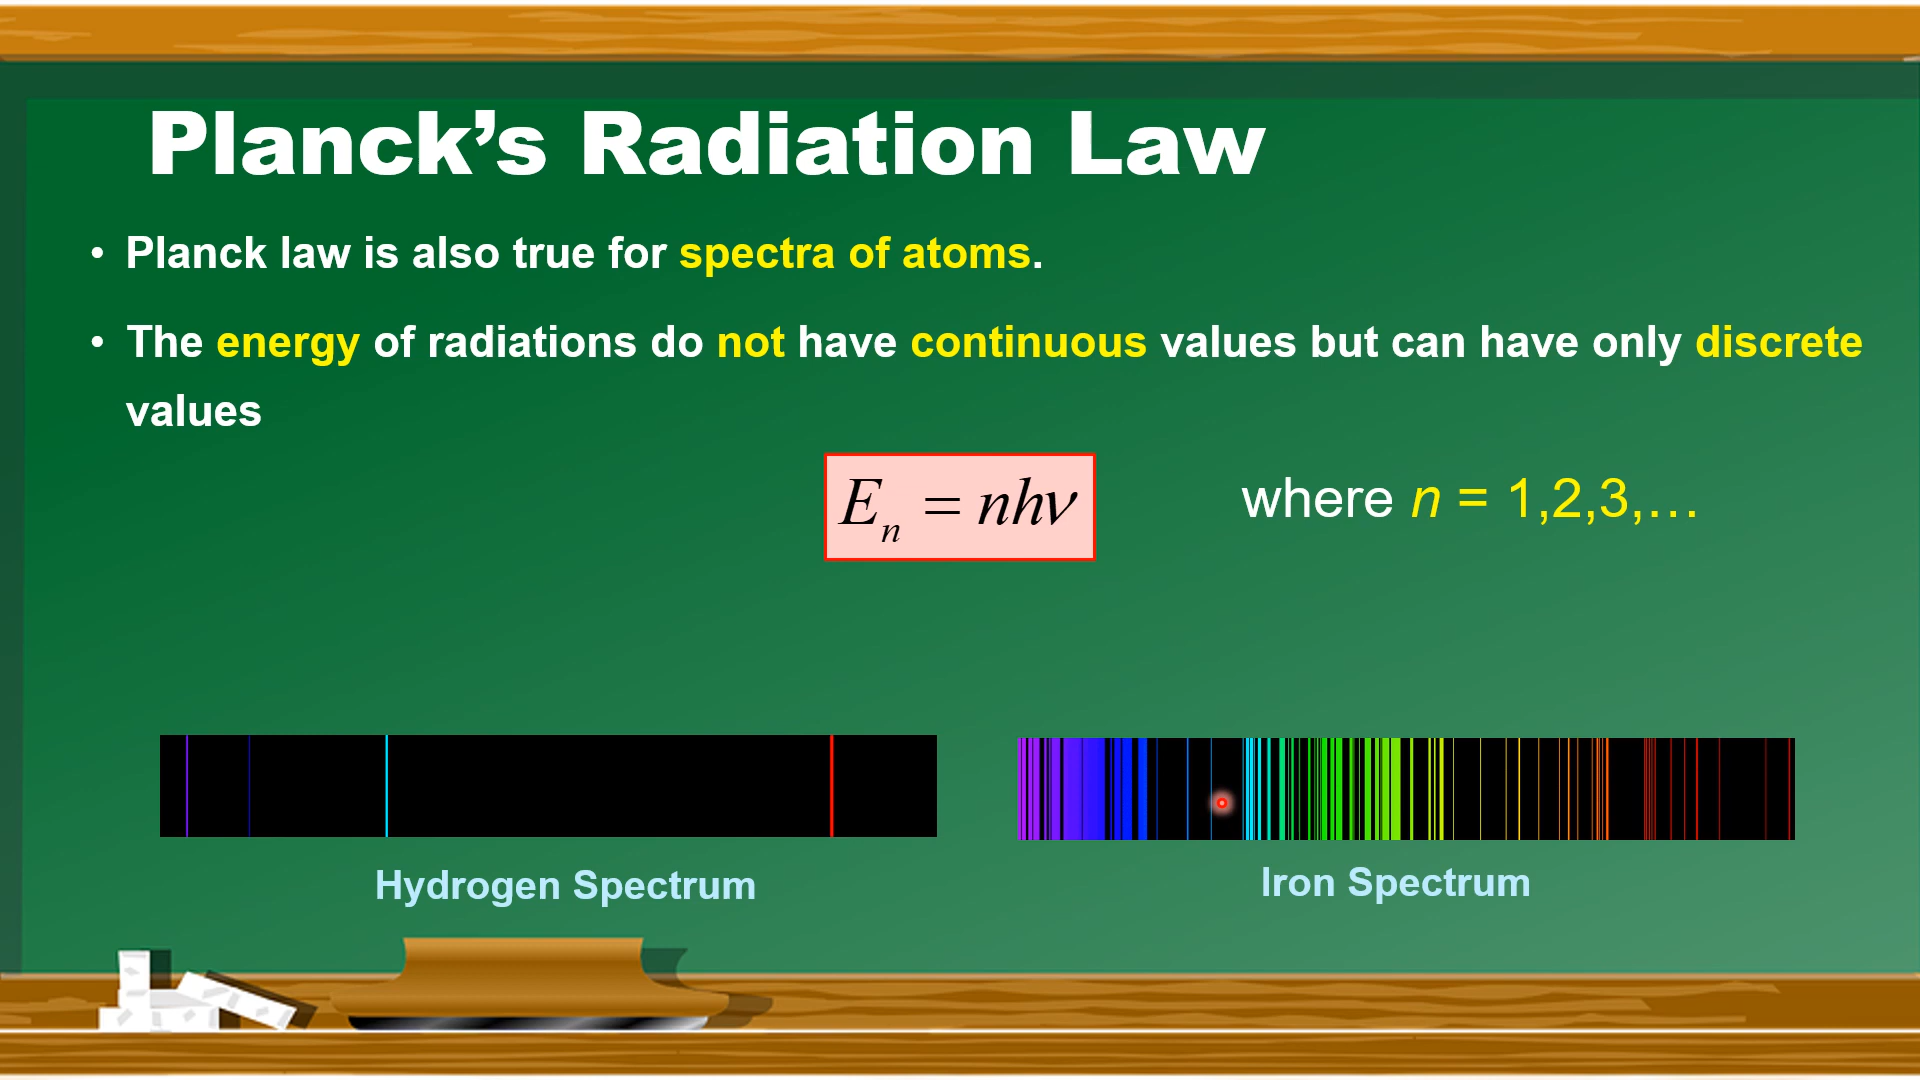 Planck’s Radiation Law
• Planck law is also true for spectra of atoms.
• The energy of radiations do not have continuous values but can have only discrete
values
Eₙ = nhν
where n = 1,2,3,…
Hydrogen Spectrum
Iron Spectrum